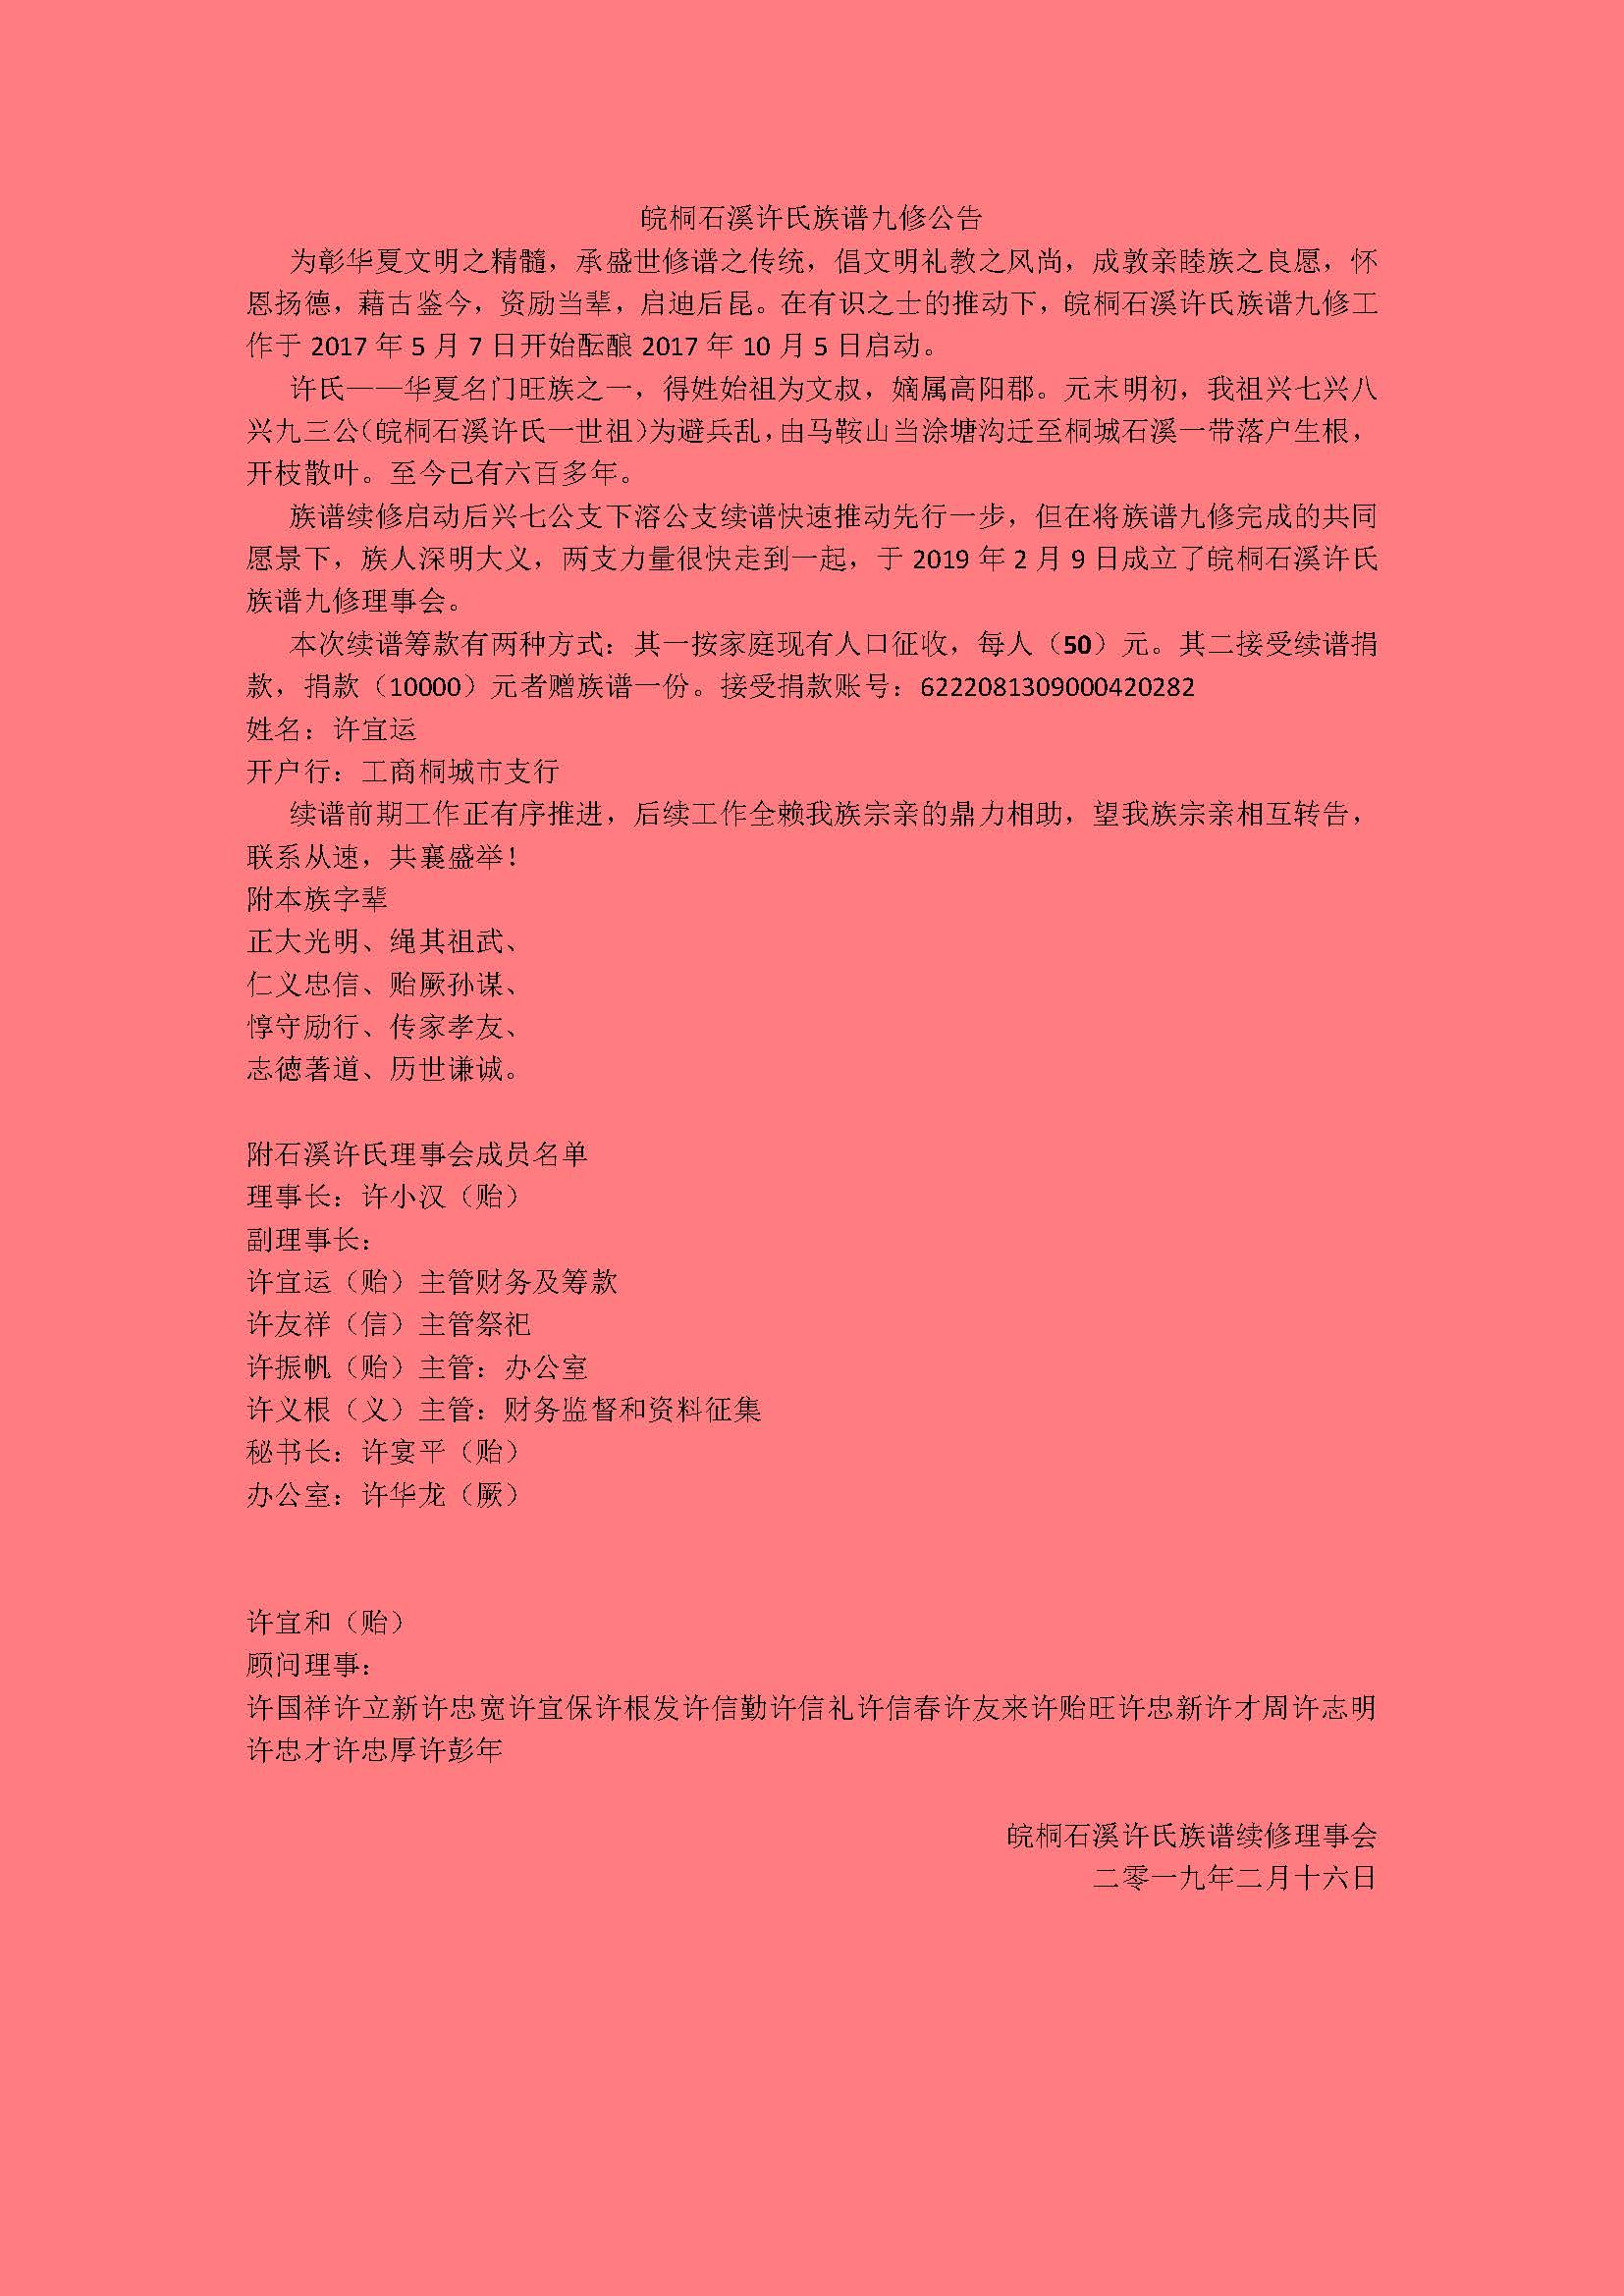 皖桐石溪许氏族谱九修公告
为彰华夏文明之精髓，承盛世修谱之传统，倡文明礼教之风尚，成敦亲睦族之良愿，怀
恩扬德，藉古鉴今，资励当辈，启迪后昆。在有识之士的推动下，皖桐石溪许氏族谱九修工
作于 2017 年 5 月 7 日开始酝酿 2017 年 10 月 5 日启动。
许氏——华夏名门旺族之一，得姓始祖为文叔，嫡属高阳郡。元末明初，我祖兴七兴八
兴九三公（皖桐石溪许氏一世祖）为避兵乱，由马鞍山当涂塘沟迁至桐城石溪一带落户生根，
开枝散叶。至今已有六百多年。
族谱续修启动后兴七公支下溶公支续谱快速推动先行一步，但在将族谱九修完成的共同
愿景下，族人深明大义，两支力量很快走到一起，于 2019 年 2 月 9 日成立了皖桐石溪许氏
族谱九修理事会。
本次续谱筹款有两种方式：其一按家庭现有人口征收，每人（50）元。其二接受续谱捐
款，捐款（10000）元者赠族谱一份。接受捐款账号：6222081309000420282
姓名：许宜运
开户行：工商桐城市支行
续谱前期工作正有序推进，后续工作全赖我族宗亲的鼎力相助，望我族宗亲相互转告，
联系从速，共襄盛举！
附本族字辈
正大光明、绳其祖武、
仁义忠信、贻厥孙谋、
惇守励行、传家孝友、
志徳著道、历世谦诚。
附石溪许氏理事会成员名单
理事长：许小汉（贻）
副理事长：
许宜运（贻）主管财务及筹款
许友祥（信）主管祭祀
许振帆（贻）主管：办公室
许义根（义）主管：财务监督和资料征集
秘书长：许宴平（贻）
办公室：许华龙（厥）
许宜和（贻）
顾问理事：
许国祥许立新许忠宽许宜保许根发许信勤许信礼许信春许友来许贻旺许忠新许才周许志明
许忠才许忠厚许彭年
皖桐石溪许氏族谱续修理事会
二零一九年二月十六日